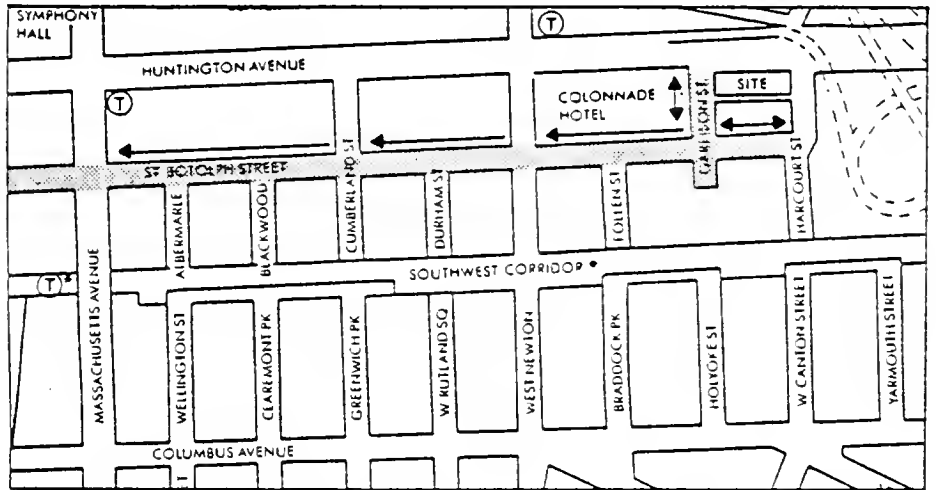 SYMPHONY
HALL
T
HUNTINGTON AVENUE
T
COLONNADE
HOTEL
GARRISON ST.
SITE
ST. BOTOLPH STREET
ALBERMARLE
BLACKWOOD
CUMBERLAND ST
DURHAM ST
FOLLEN ST
HARCOURT ST
T
SOUTHWEST CORRIDOR
MASSACHUSETTS AVENUE
WELLINGTON ST
CLAREMONT PK
GREENWICH PK
W RUTLAND SQ
WEST NEWTON
BRADDOCK PK
HOLYOKE ST
W CANTON STREET
YARMOUTH STREET
COLUMBUS AVENUE